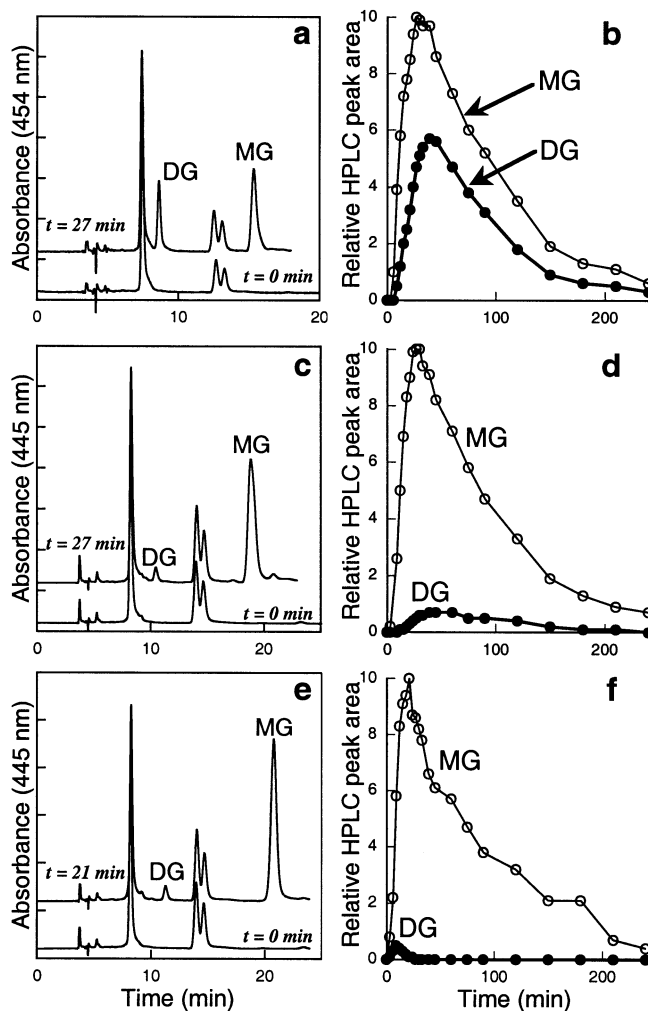 a
Absorbance (454 nm)
DG
MG
t = 27 min
t = 0 min
0
10
20
b
Relative HPLC peak area
10
8
6
4
2
0
MG
DG
0
100
200
c
Absorbance (445 nm)
MG
t = 27 min
DG
t = 0 min
0
10
20
d
Relative HPLC peak area
10
8
6
4
2
0
MG
DG
0
100
200
e
Absorbance (445 nm)
MG
t = 21 min
DG
t = 0 min
0
10
20
Time (min)
f
Relative HPLC peak area
10
8
6
4
2
0
MG
DG
0
100
200
Time (min)